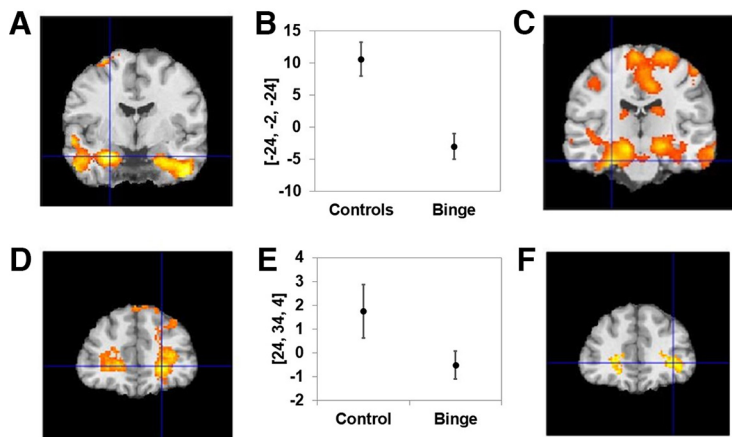 A
B
C
[-24, -2, -24]
15
10
5
0
-5
-10
Controls Binge
D
E
F
[24, 34, 4]
4
3
2
1
0
-1
-2
Control Binge